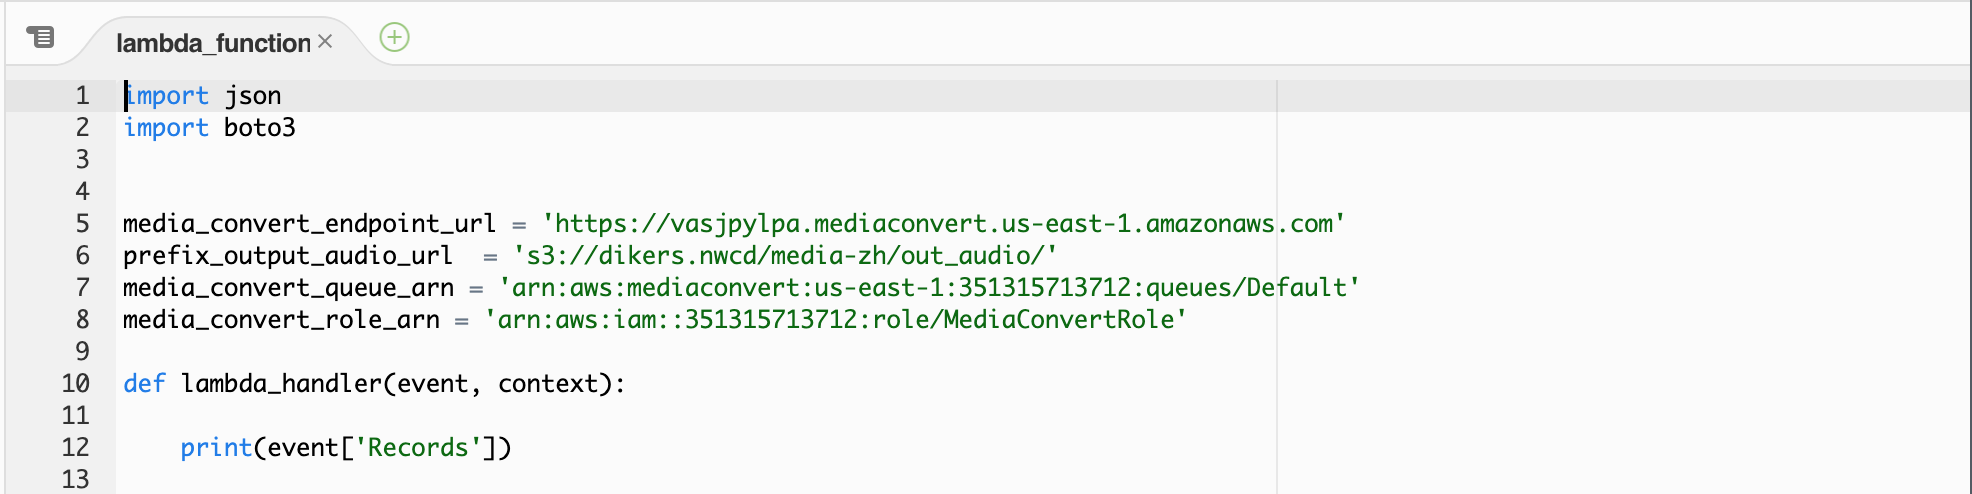 lambda_function ×
1 import json
2 import boto3
3
4
5 media_convert_endpoint_url = 'https://vasjpylpa.mediaconvert.us-east-1.amazonaws.com'
6 prefix_output_audio_url  = 's3://dikers.nwcd/media-zh/out_audio/'
7 media_convert_queue_arn = 'arn:aws:mediaconvert:us-east-1:351315713712:queues/Default'
8 media_convert_role_arn = 'arn:aws:iam::351315713712:role/MediaConvertRole'
9
10 def lambda_handler(event, context):
11
12     print(event['Records'])
13